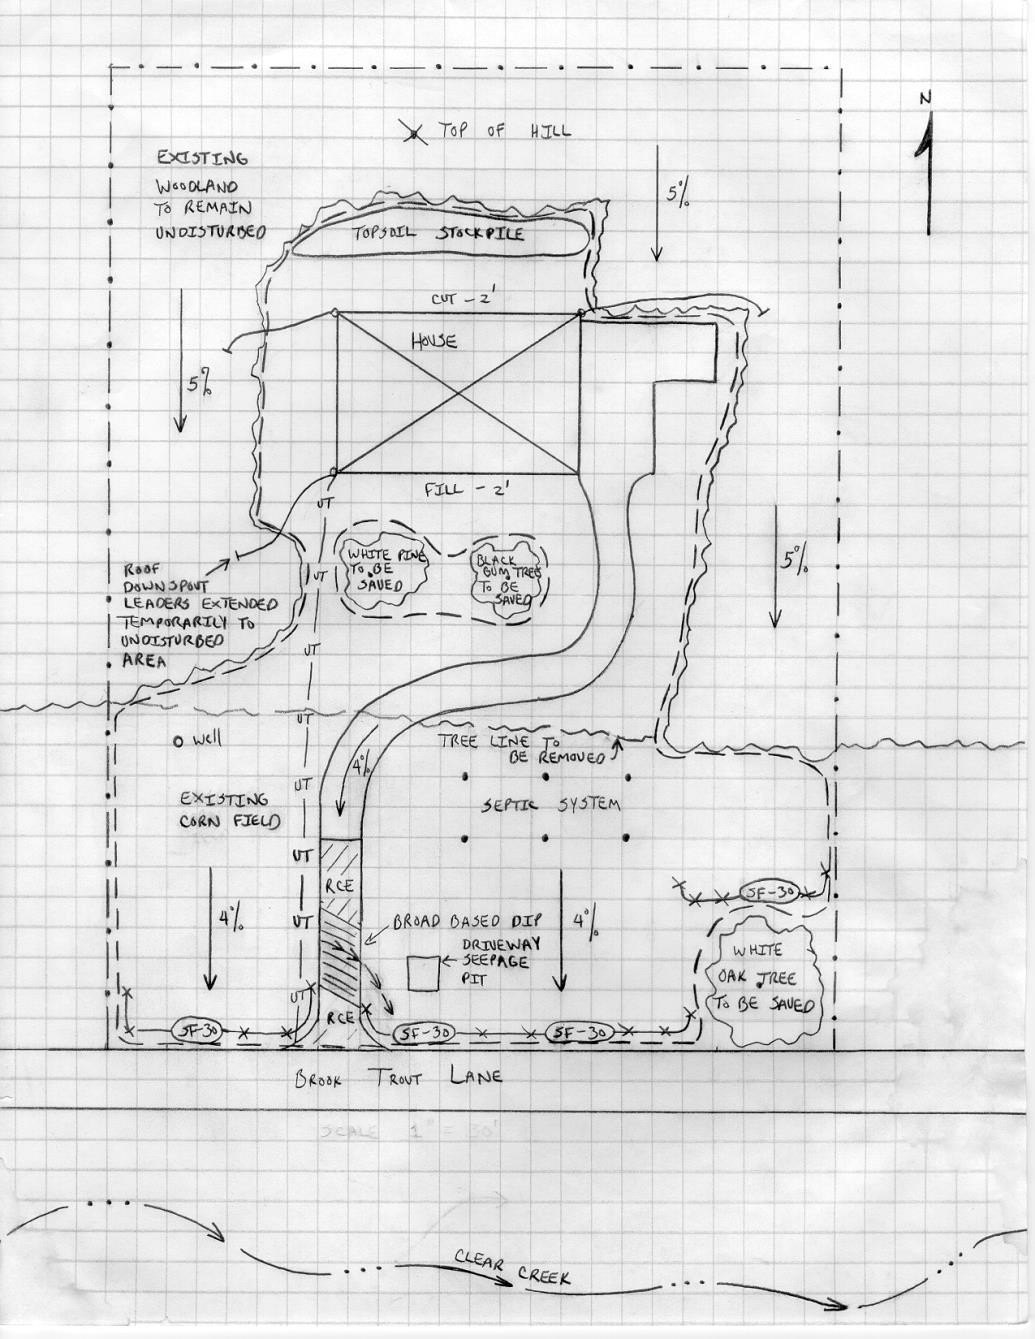 N
TOP OF HILL
EXISTING
WOODLAND
TO REMAIN
UNDISTURBED
5%
TOPSOIL STOCKPILE
CUT - 2'
HOUSE
5%
FILL - 2'
UT
WHITE PINE
TO BE
SAVED
BLACK
GUM TREE
TO BE
SAVED
5%
ROOF
DOWNSPOUT
LEADERS EXTENDED
TEMPORARILY TO
UNDISTURBED
AREA
UT
UT
UT
WELL
TREE LINE TO
BE REMOVED
4%
UT
EXISTING
CORN FIELD
SEPTIC SYSTEM
UT
RCE
SF-30
4%
UT
BROAD BASED DIP
4%
DRIVEWAY
SEEPAGE
PIT
WHITE
OAK TREE
TO BE SAVED
UT
RCE
SF-30
SF-30
SF-30
BROOK TROUT LANE
SCALE 1" = 30'
CLEAR CREEK